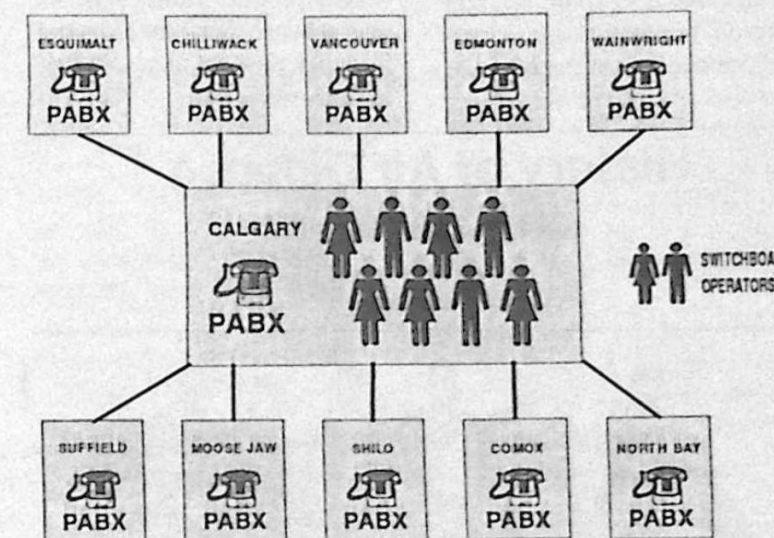 ESQUIMALT
PABX
CHILLIWACK
PABX
VANCOUVER
PABX
EDMONTON
PABX
WAINWRIGHT
PABX
CALGARY
PABX
SWITCHBOA
OPERATORS
SUFFIELD
PABX
MOOSE JAW
PABX
SHILO
PABX
COMOX
PABX
NORTH BAY
PABX